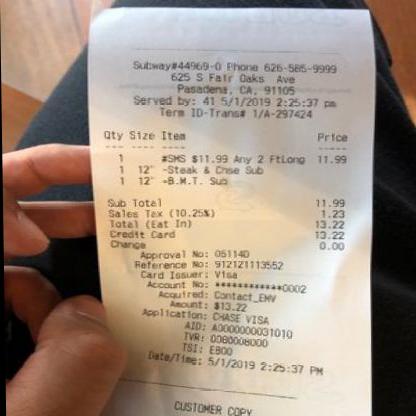 Subway#44969-0 Phone 626-585-9999
625 S Fair Oaks Ave
Pasadena, CA, 91105
Served by: 41 5/1/2019 2:25:37 pm
Term ID-Trans# 1/A-297424
Qty Size Item Price
1 #SMS $11.99 Any 2 FtLong 11.99
1 12" -Steak & Chse Sub
1 12" -B.M.T. Sub
Sub Total 11.99
Sales Tax (10.25%) 1.23
Total (Eat In) 13.22
Credit Card 13.22
Change 0.00
Approval No: 05114D
Reference No: 912121113552
Card Issuer: Visa
Account No: ************0002
Acquired: Contact_EMV
Amount: $13.22
Application: CHASE VISA
AID: A0000000031010
TVR: 0080008000
TSI: E800
Date/Time: 5/1/2019 2:25:37 PM
CUSTOMER COPY